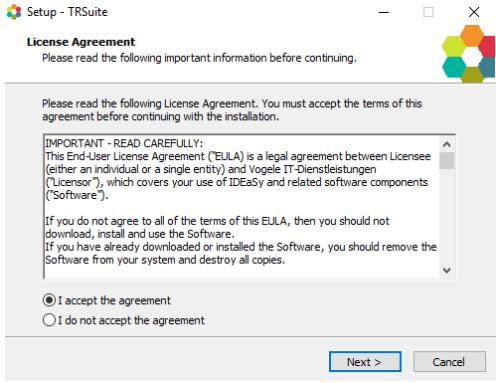 Setup - TRSuite
License Agreement
Please read the following important information before continuing.
Please read the following License Agreement. You must accept the terms of this
agreement before continuing with the installation.
IMPORTANT - READ CAREFULLY:
This End-User License Agreement ("EULA") is a legal agreement between Licensee
(either an individual or a single entity) and Vogele IT-Dienstleistungen
("Licensor"), which covers your use of IDEaSy and related software components
("Software").
If you do not agree to all of the terms of this EULA, then you should not
download, install and use the Software.
If you have already downloaded or installed the Software, you should remove the
Software from your system and destroy all copies.
I accept the agreement
I do not accept the agreement
Next >
Cancel